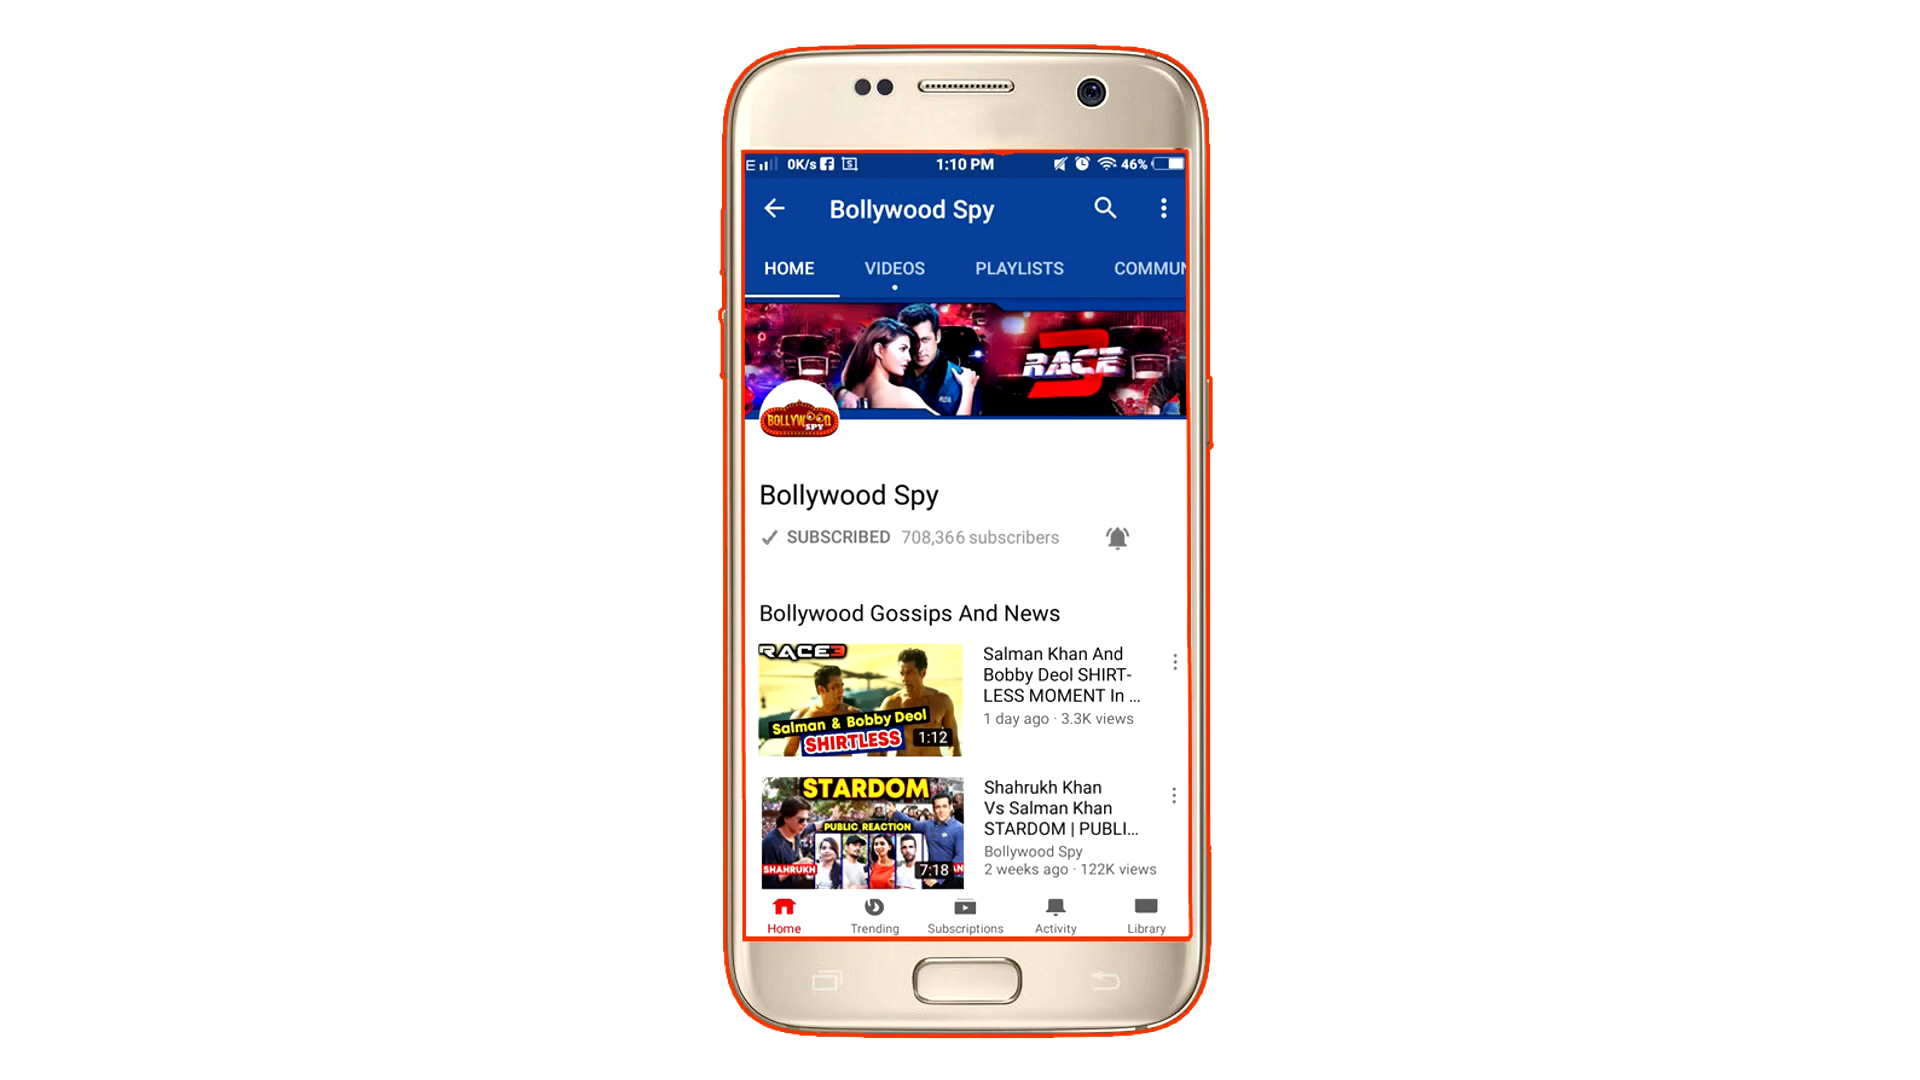 E 0K/s 1:10 PM 46%
Bollywood Spy
HOME VIDEOS PLAYLISTS COMMUN
RACE 3
BOLLYWOOD
SPY
Bollywood Spy
SUBSCRIBED 708,366 subscribers
Bollywood Gossips And News
RACE3
Salman & Bobby Deol
SHIRTLESS
1:12
Salman Khan And
Bobby Deol SHIRT-
LESS MOMENT In ...
1 day ago · 3.3K views
STARDOM
PUBLIC REACTION
SHAHRUKH
7:18
Shahrukh Khan
Vs Salman Khan
STARDOM | PUBLI...
Bollywood Spy
2 weeks ago · 122K views
Home Trending Subscriptions Activity Library